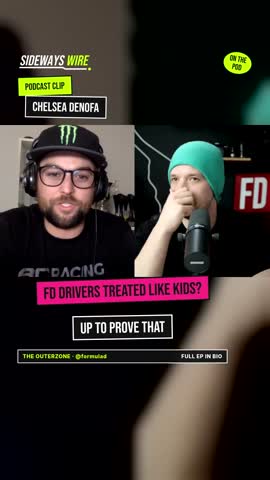 SIDEWAYS WIRE.
ON THE
POD
PODCAST CLIP
CHELSEA DENOFA
FD
RACING
FD DRIVERS TREATED LIKE KIDS?
UP TO PROVE THAT
THE OUTERZONE · @formulad
FULL EP IN BIO